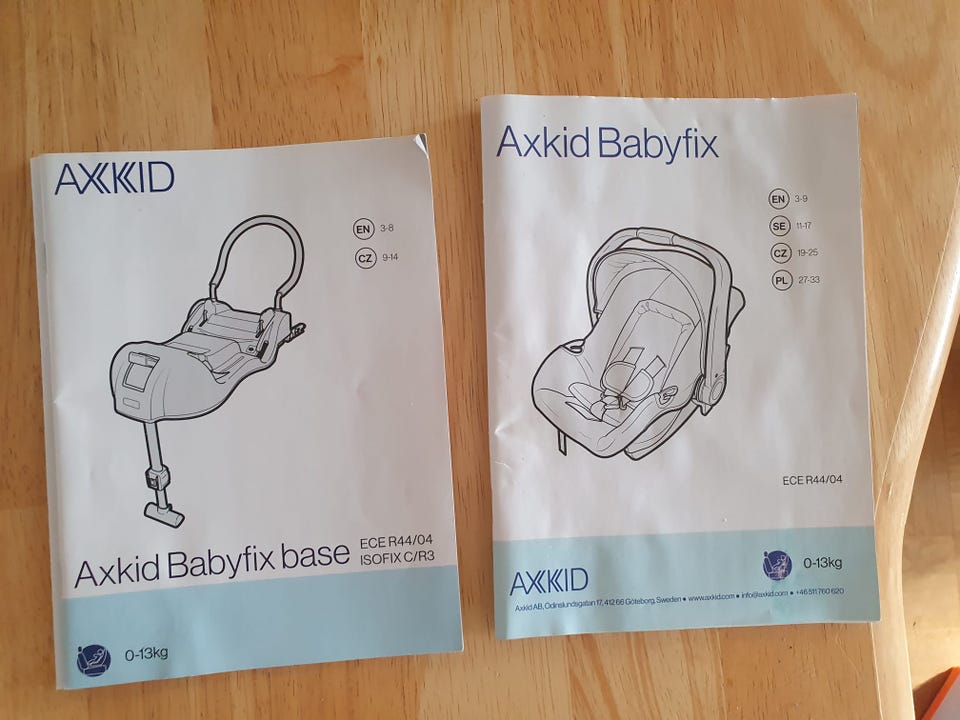 AXKID
EN 3-8
CZ 9-14
Axkid Babyfix base
ECE R44/04
ISOFIX C/R3
0-13kg
Axkid Babyfix
EN 3-9
SE 11-17
CZ 19-25
PL 27-33
ECE R44/04
0-13kg
AXKID
Axkid AB, Odinslundsgatan 17, 412 66 Göteborg, Sweden • www.axkid.com • info@axkid.com • +46 511 760 620